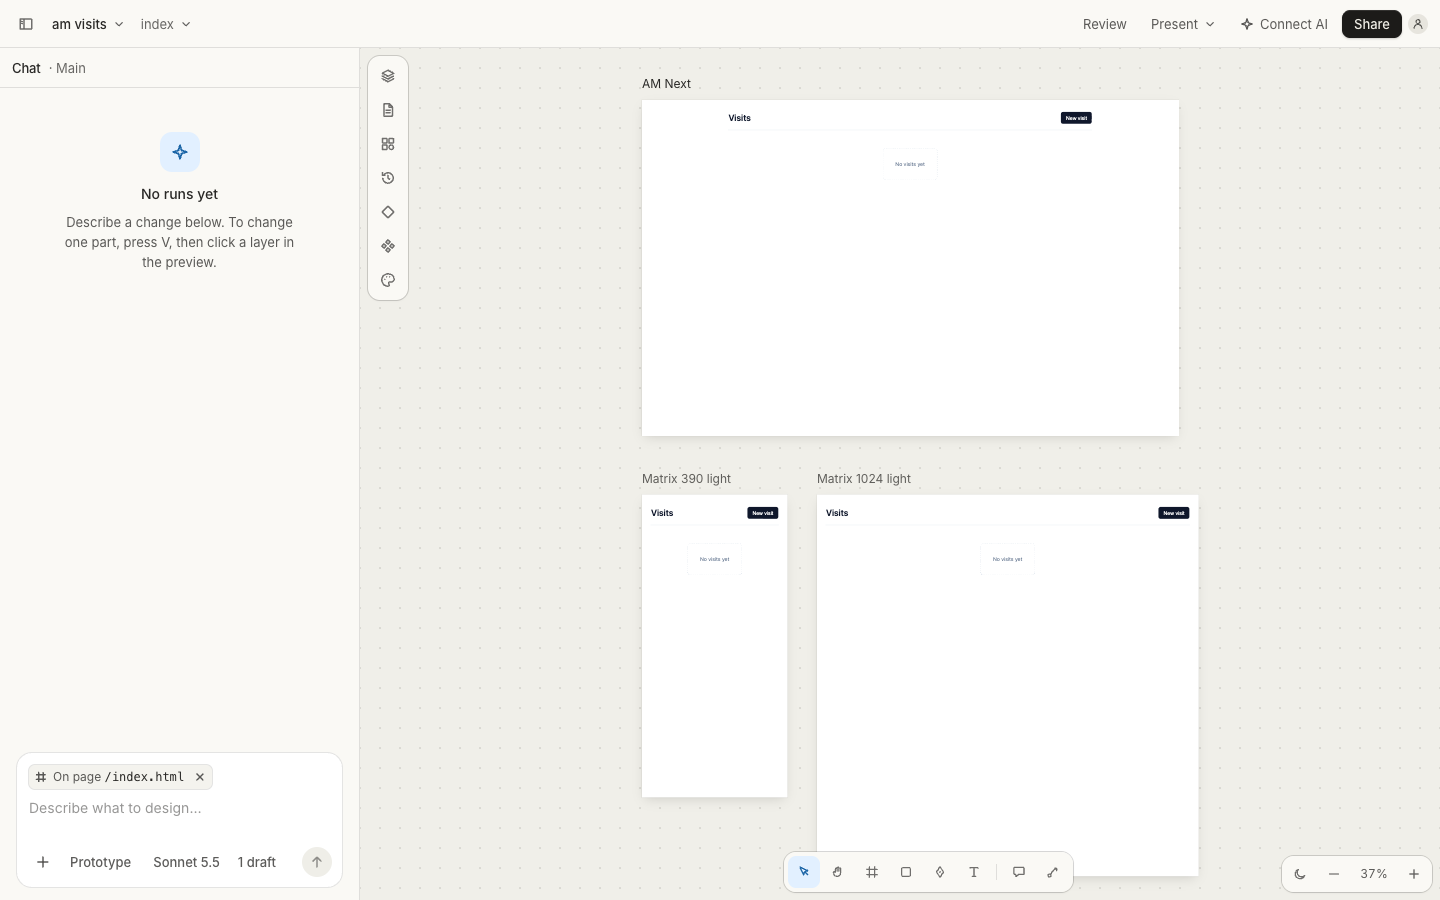 am visits
index
Review
Present
Connect AI
Share
Chat · Main
No runs yet
Describe a change below. To change
one part, press V, then click a layer in
the preview.
On page /index.html
Describe what to design...
Prototype
Sonnet 5.5
1 draft
AM Next
Visits
New visit
No visits yet
Matrix 390 light
Visits
New visit
No visits yet
Matrix 1024 light
Visits
New visit
No visits yet
37%